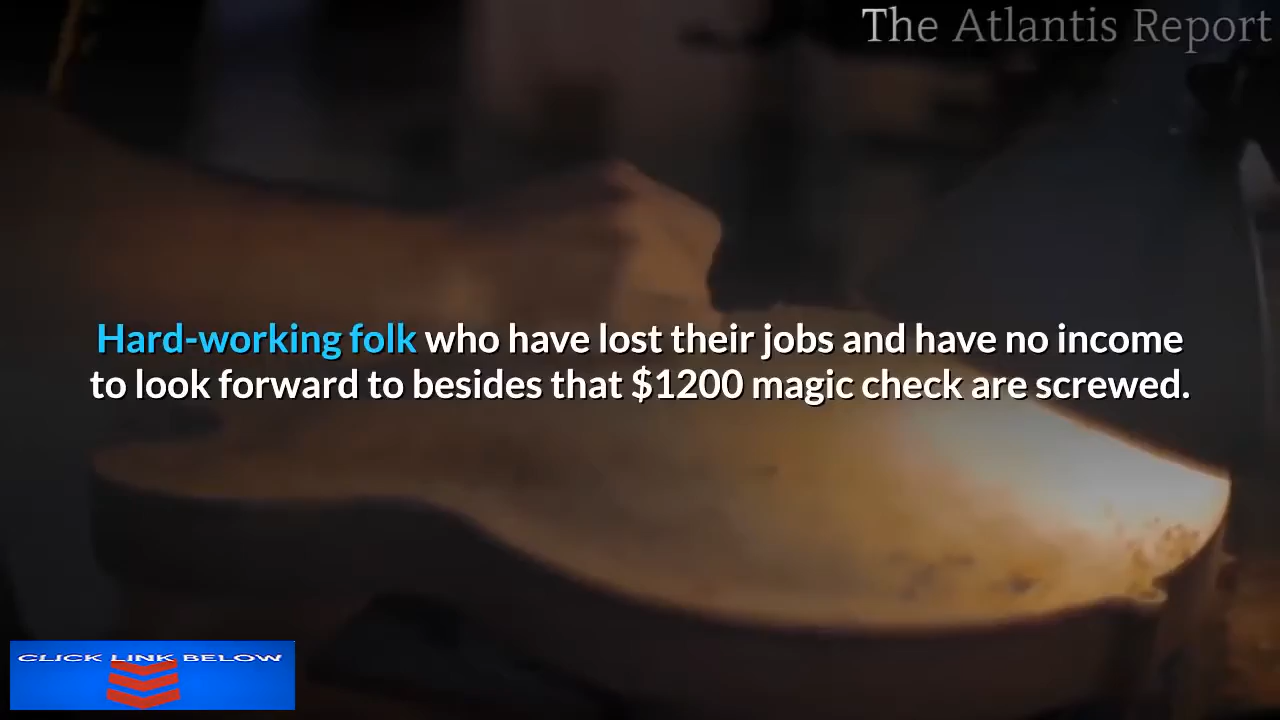 The Atlantis Report
Hard-working folk who have lost their jobs and have no income
to look forward to besides that $1200 magic check are screwed.
CLICK LINK BELOW